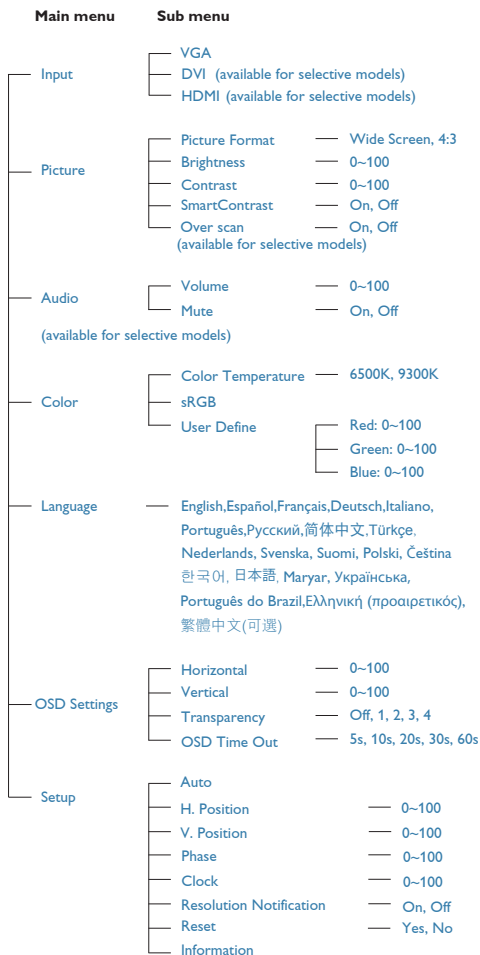 Main menu Sub menu
VGA
Input DVI (available for selective models)
HDMI (available for selective models)
Picture Format Wide Screen, 4:3
Brightness 0~100
Picture
Contrast 0~100
SmartContrast On, Off
Over scan On, Off
(available for selective models)
Volume 0~100
Audio
Mute On, Off
(available for selective models)
Color Temperature 6500K, 9300K
Color sRGB
User Define Red: 0~100
Green: 0~100
Blue: 0~100
Language English,Español,Français,Deutsch,Italiano,
Português,Русский,简体中文,Türkçe,
Nederlands, Svenska, Suomi, Polski, Čeština
한국어, 日本語, Maryar, Українська,
Português do Brazil,Ελληνική (προαιρετικός),
繁體中文(可選)
Horizontal 0~100
Vertical 0~100
OSD Settings
Transparency Off, 1, 2, 3, 4
OSD Time Out 5s, 10s, 20s, 30s, 60s
Auto
Setup
H. Position 0~100
V. Position 0~100
Phase 0~100
Clock 0~100
Resolution Notification On, Off
Reset Yes, No
Information